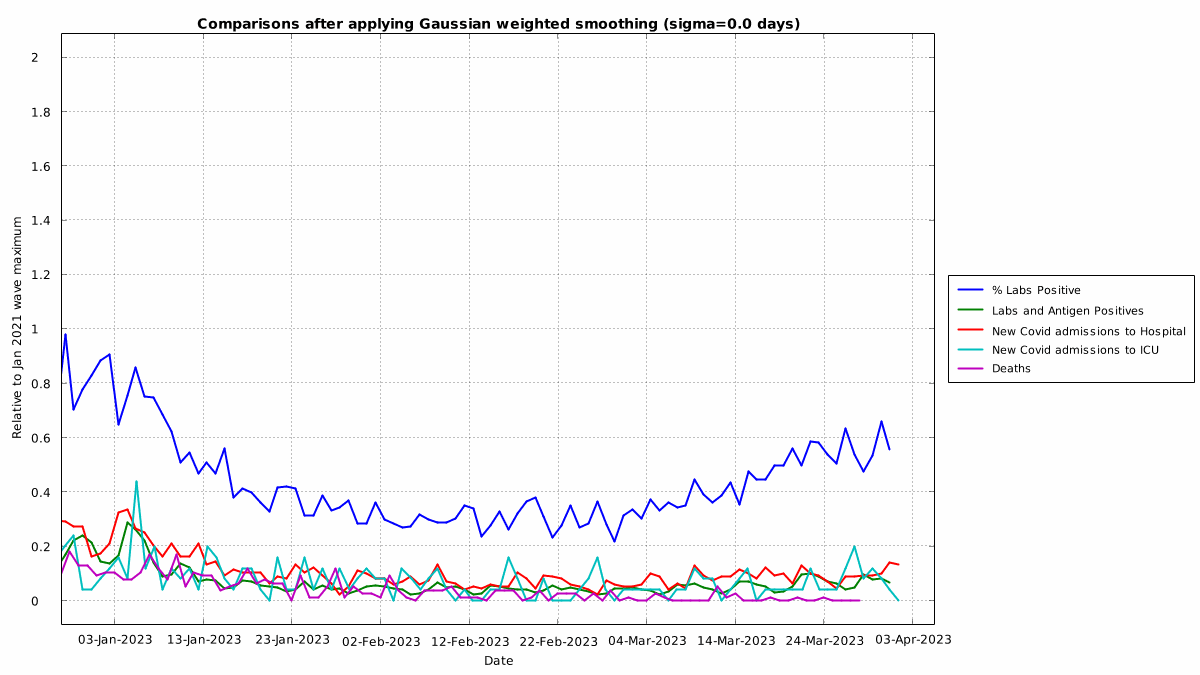 Comparisons after applying Gaussian weighted smoothing (sigma=0.0 days)
Relative to Jan 2021 wave maximum
2
1.8
1.6
1.4
1.2
1
0.8
0.6
0.4
0.2
0
03-Jan-2023 13-Jan-2023 23-Jan-2023 02-Feb-2023 12-Feb-2023 22-Feb-2023 04-Mar-2023 14-Mar-2023 24-Mar-2023 03-Apr-2023
Date
% Labs Positive
Labs and Antigen Positives
New Covid admissions to Hospital
New Covid admissions to ICU
Deaths